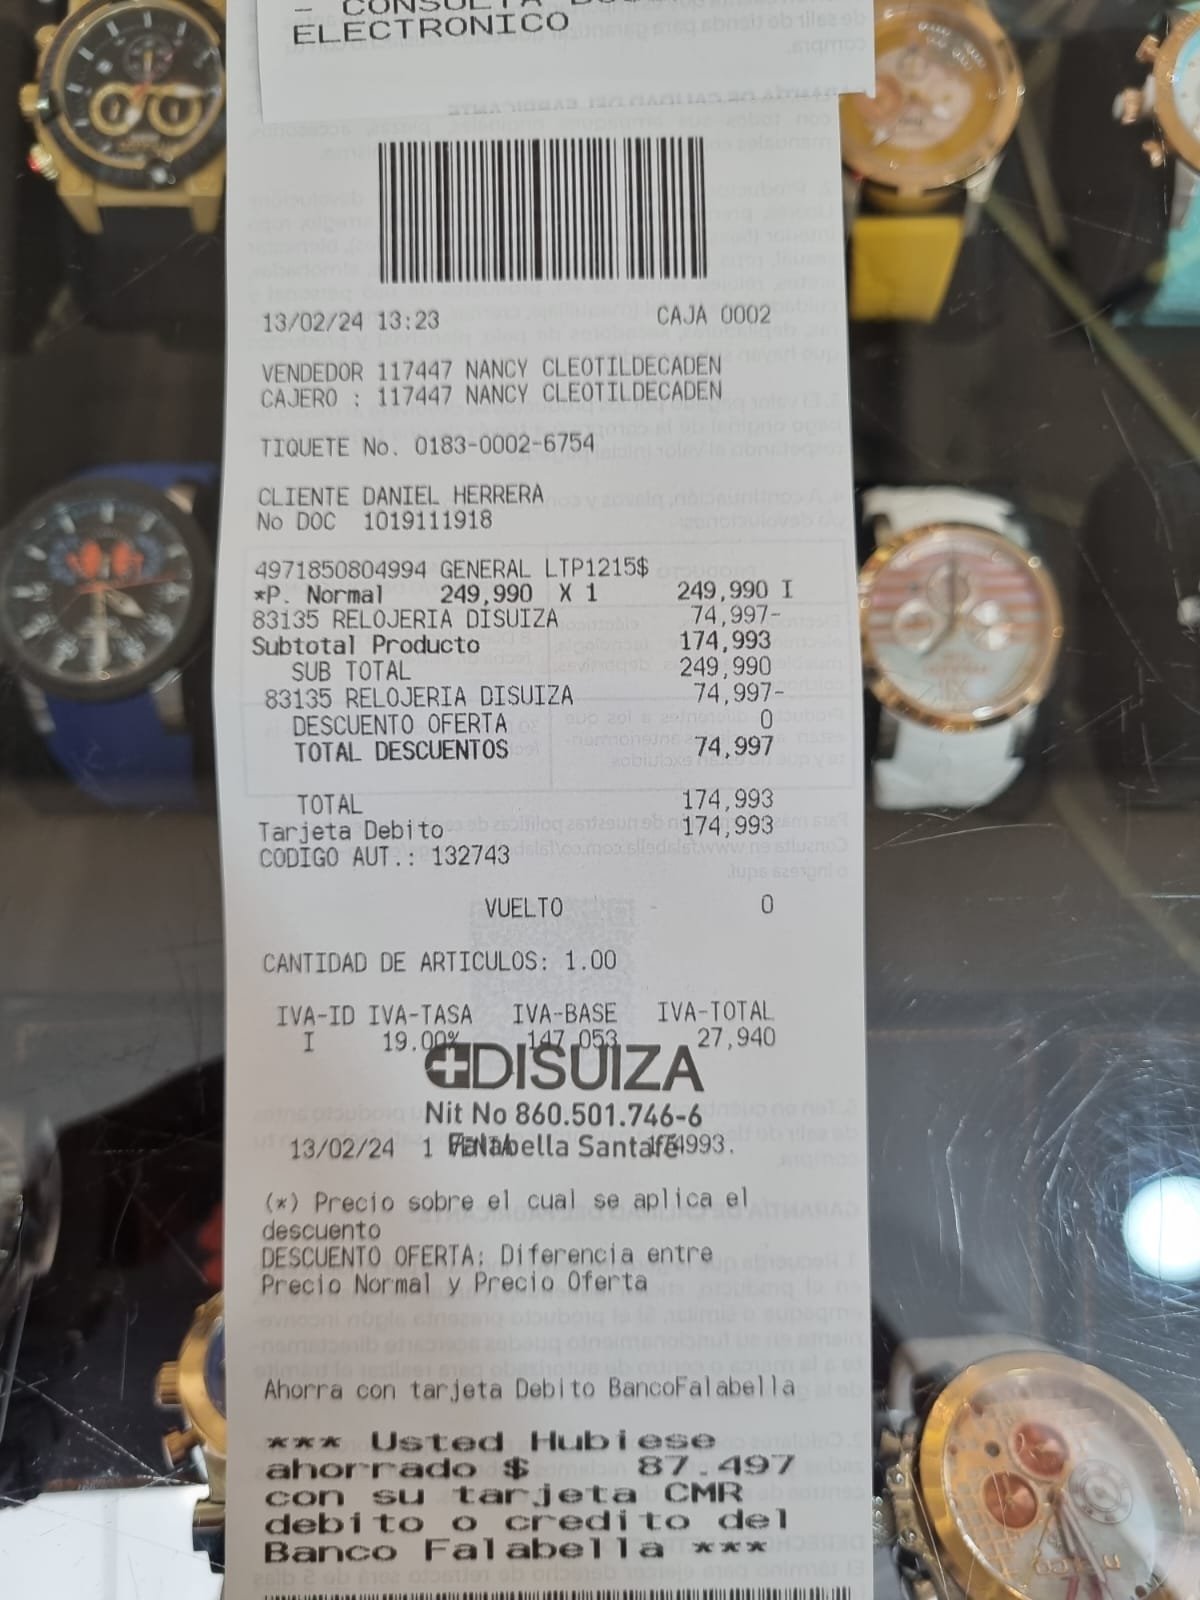 - CONSULTA
ELECTRONICO
13/02/24 13:23 CAJA 0002
VENDEDOR 117447 NANCY CLEOTILDECADEN
CAJERO : 117447 NANCY CLEOTILDECADEN
TIQUETE No. 0183-0002-6754
CLIENTE DANIEL HERRERA
No DOC 1019111918
4971850804994 GENERAL LTP1215$
*P. Normal 249,990 X 1 249,990 I
83135 RELOJERIA DISUIZA 74,997-
Subtotal Producto 174,993
SUB TOTAL 249,990
83135 RELOJERIA DISUIZA 74,997-
DESCUENTO OFERTA 0
TOTAL DESCUENTOS 74,997
TOTAL 174,993
Tarjeta Debito 174,993
CODIGO AUT.: 132743
VUELTO 0
CANTIDAD DE ARTICULOS: 1.00
IVA-ID IVA-TASA IVA-BASE IVA-TOTAL
I 19.00% 147,053 27,940
DISUIZA
Nit No 860.501.746-6
Falabella Santafé
13/02/24 1 VENTA 174993.
(*) Precio sobre el cual se aplica el
descuento
DESCUENTO OFERTA: Diferencia entre
Precio Normal y Precio Oferta
Ahorra con tarjeta Debito BancoFalabella
*** Usted Hubiese
ahorrado $ 87.497
con su tarjeta CMR
debito o credito del
Banco Falabella ***